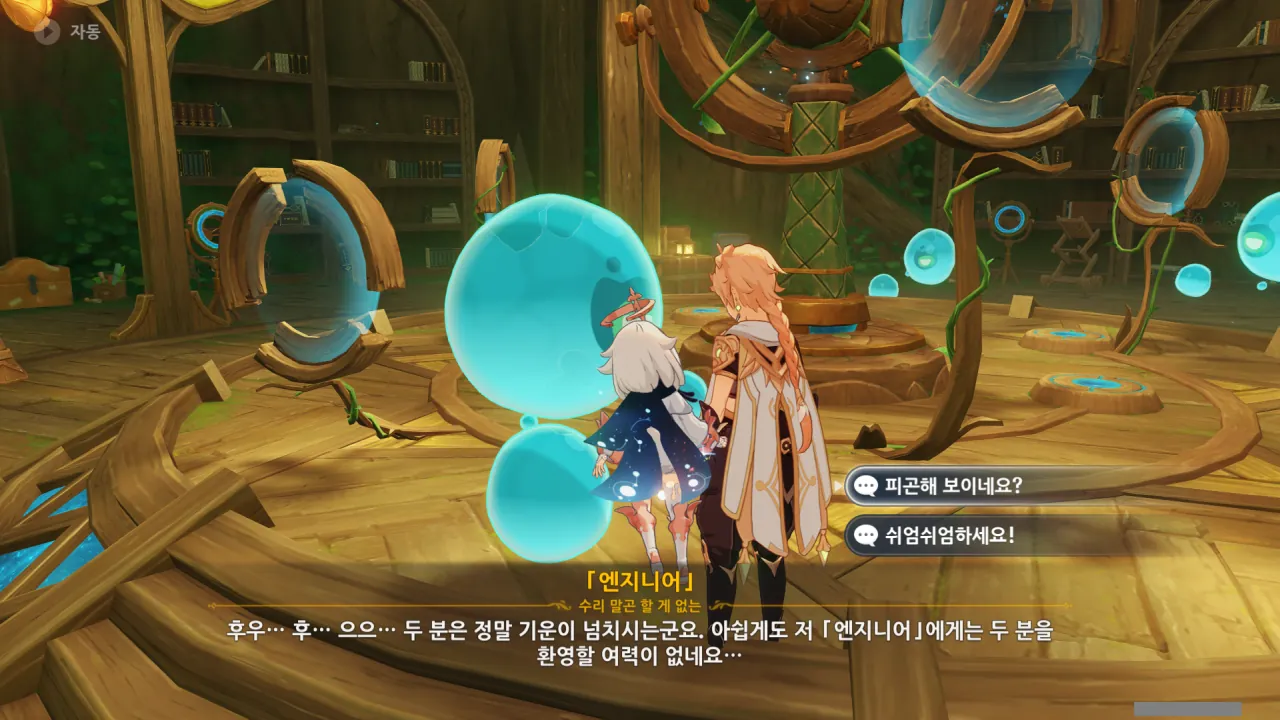 자동
피곤해 보이네요?
쉬엄쉬엄하세요!
「엔지니어」
수리 말곤 할 게 없는
후우… 후… 으으… 두 분은 정말 기운이 넘치시는군요. 아쉽게도 저 「엔지니어」에게는 두 분을
환영할 여력이 없네요…